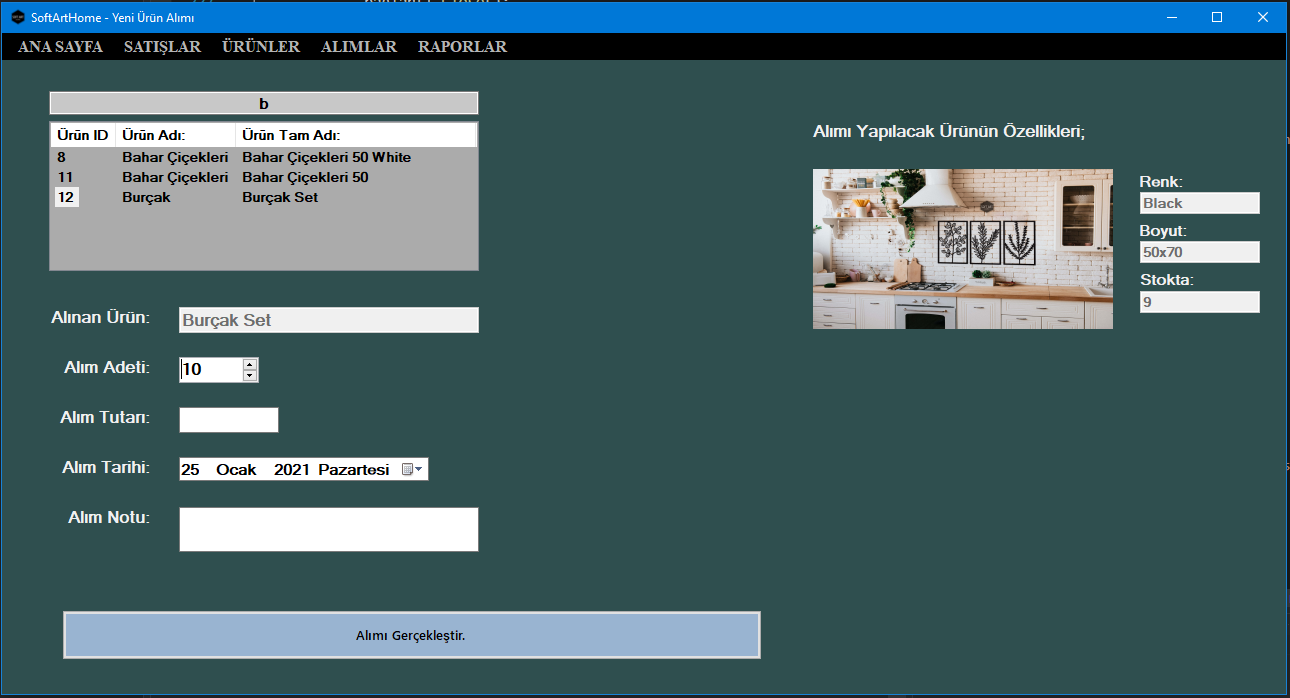 SoftArtHome - Yeni Ürün Alımı
ANA SAYFA SATIŞLAR ÜRÜNLER ALIMLAR RAPORLAR
b
Ürün ID Ürün Adı: Ürün Tam Adı:
8 Bahar Çiçekleri Bahar Çiçekleri 50 White
11 Bahar Çiçekleri Bahar Çiçekleri 50
12 Burçak Burçak Set
Alınan Ürün: Burçak Set
Alım Adeti: 10
Alım Tutarı:
Alım Tarihi: 25 Ocak 2021 Pazartesi
Alım Notu:
Alımı Gerçekleştir.
Alımı Yapılacak Ürünün Özellikleri;
Renk:
Black
Boyut:
50x70
Stokta:
9